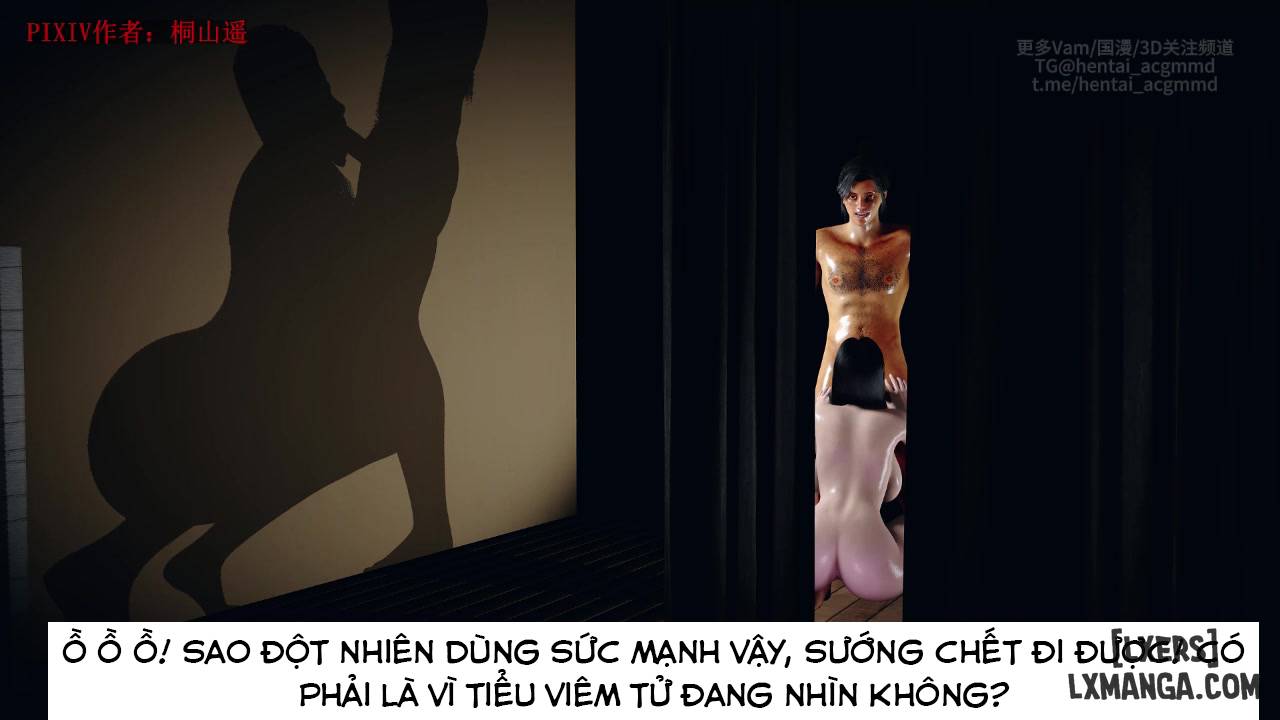 PIXIV作者：桐山遥
更多Vam/国漫/3D关注频道
TG@hentai_acgmmd
t.me/hentai_acgmmd
Ồ Ồ Ồ! SAO ĐỘT NHIÊN DÙNG SỨC MẠNH VẬY, SƯỚNG CHẾT ĐI ĐƯỢC! CÓ
[LXERS]
PHẢI LÀ VÌ TIỂU VIÊM TỬ ĐANG NHÌN KHÔNG?
LXMANGA.COM